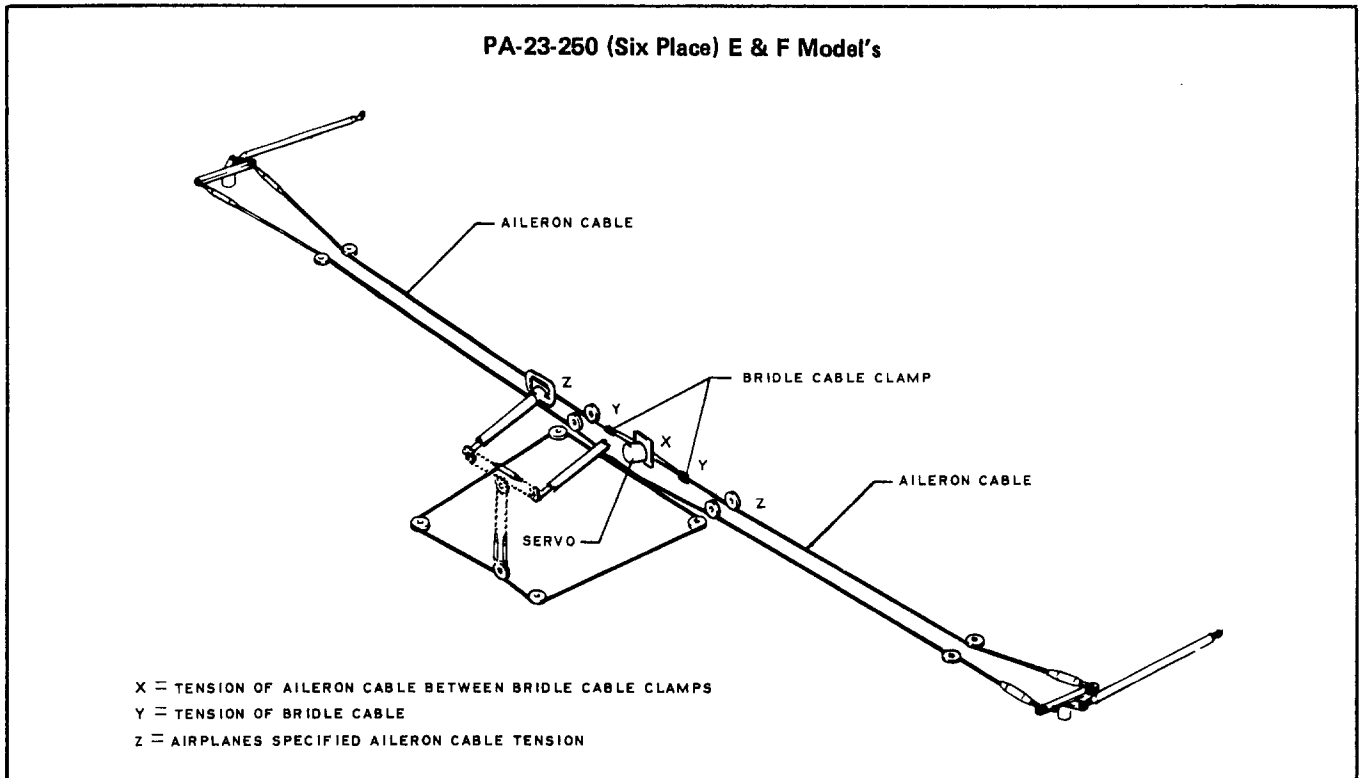 PA-23-250 (Six Place) E & F Model's
AILERON CABLE
Z
BRIDLE CABLE CLAMP
Y
X
Y
Z
AILERON CABLE
SERVO
X = TENSION OF AILERON CABLE BETWEEN BRIDLE CABLE CLAMPS
Y = TENSION OF BRIDLE CABLE
Z = AIRPLANES SPECIFIED AILERON CABLE TENSION